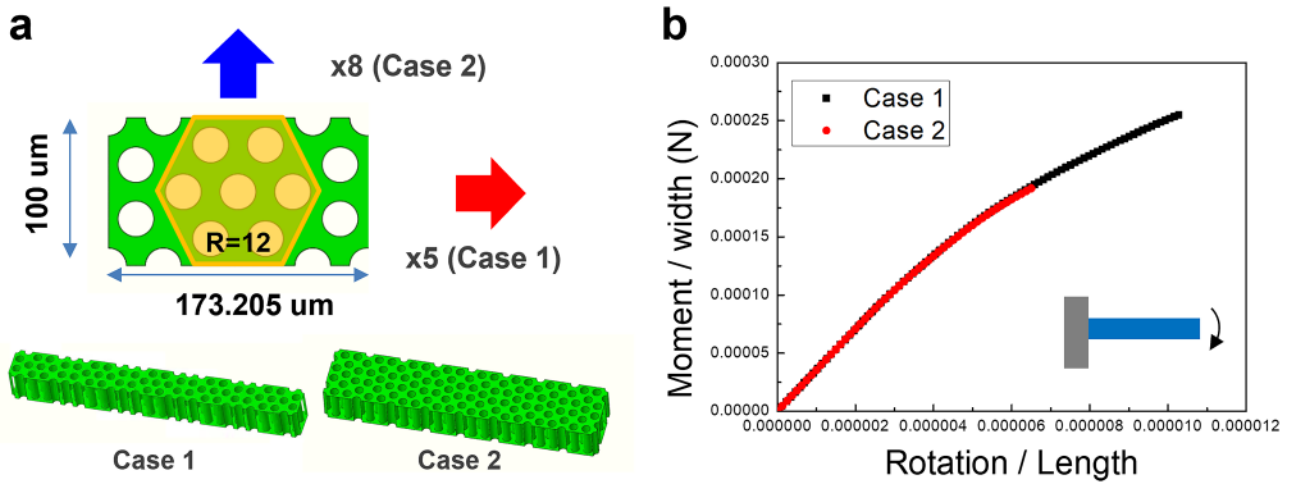 a
x8 (Case 2)
100 um
R=12
x5 (Case 1)
173.205 um
Case 1
Case 2
b
Moment / width (N)
0.00030
0.00025
0.00020
0.00015
0.00010
0.00005
0.00000
Case 1
Case 2
0.000000 0.000002 0.000004 0.000006 0.000008 0.000010 0.000012
Rotation / Length